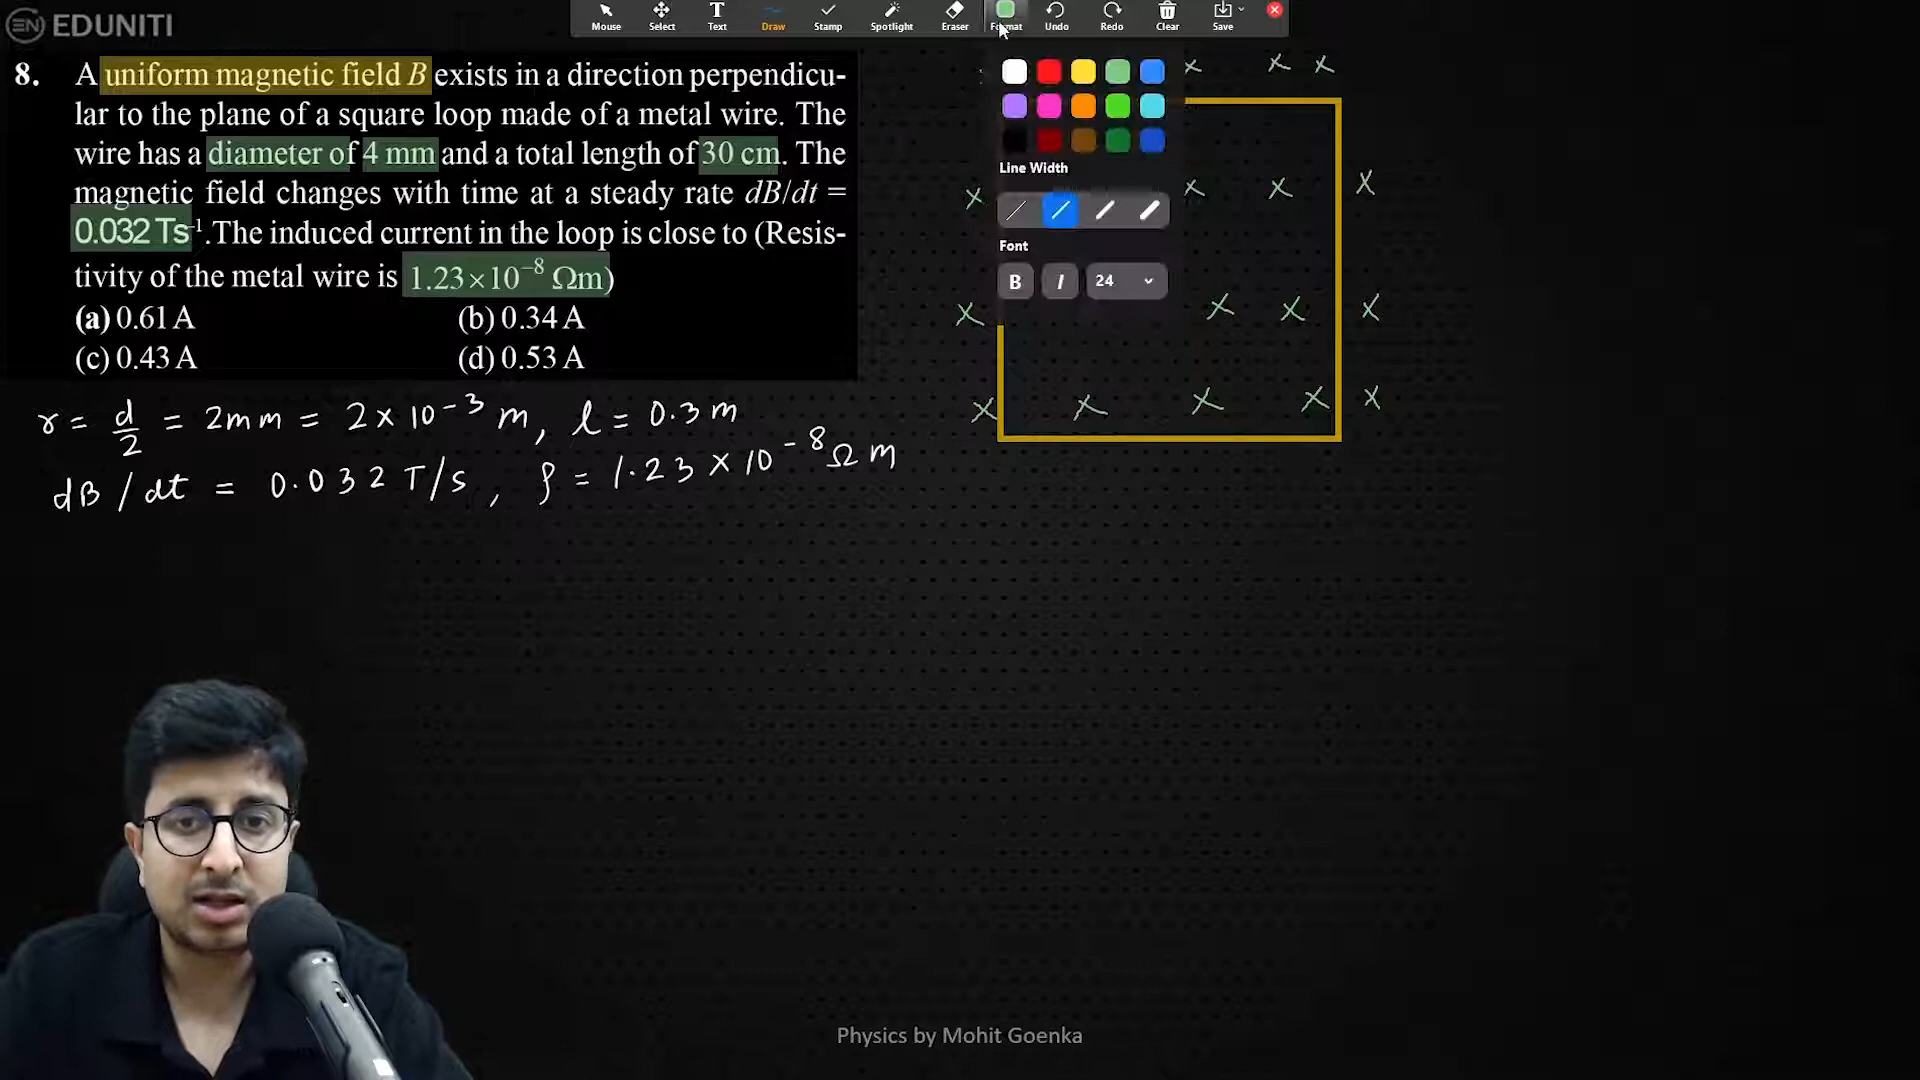 EN EDUNITI
Mouse Select Text Draw Stamp Spotlight Eraser Format Undo Redo Clear Save
8. A uniform magnetic field B exists in a direction perpendicu-
lar to the plane of a square loop made of a metal wire. The
wire has a diameter of 4 mm and a total length of 30 cm. The
magnetic field changes with time at a steady rate dB/dt =
0.032 Ts⁻¹.The induced current in the loop is close to (Resis-
tivity of the metal wire is 1.23×10⁻⁸ Ωm)
(a) 0.61 A (b) 0.34 A
(c) 0.43 A (d) 0.53 A
Line Width
Font
B I 24
r = d/2 = 2mm = 2×10⁻³ m, l = 0.3 m
dB/dt = 0.032 T/s, ρ = 1.23×10⁻⁸ Ωm
Physics by Mohit Goenka